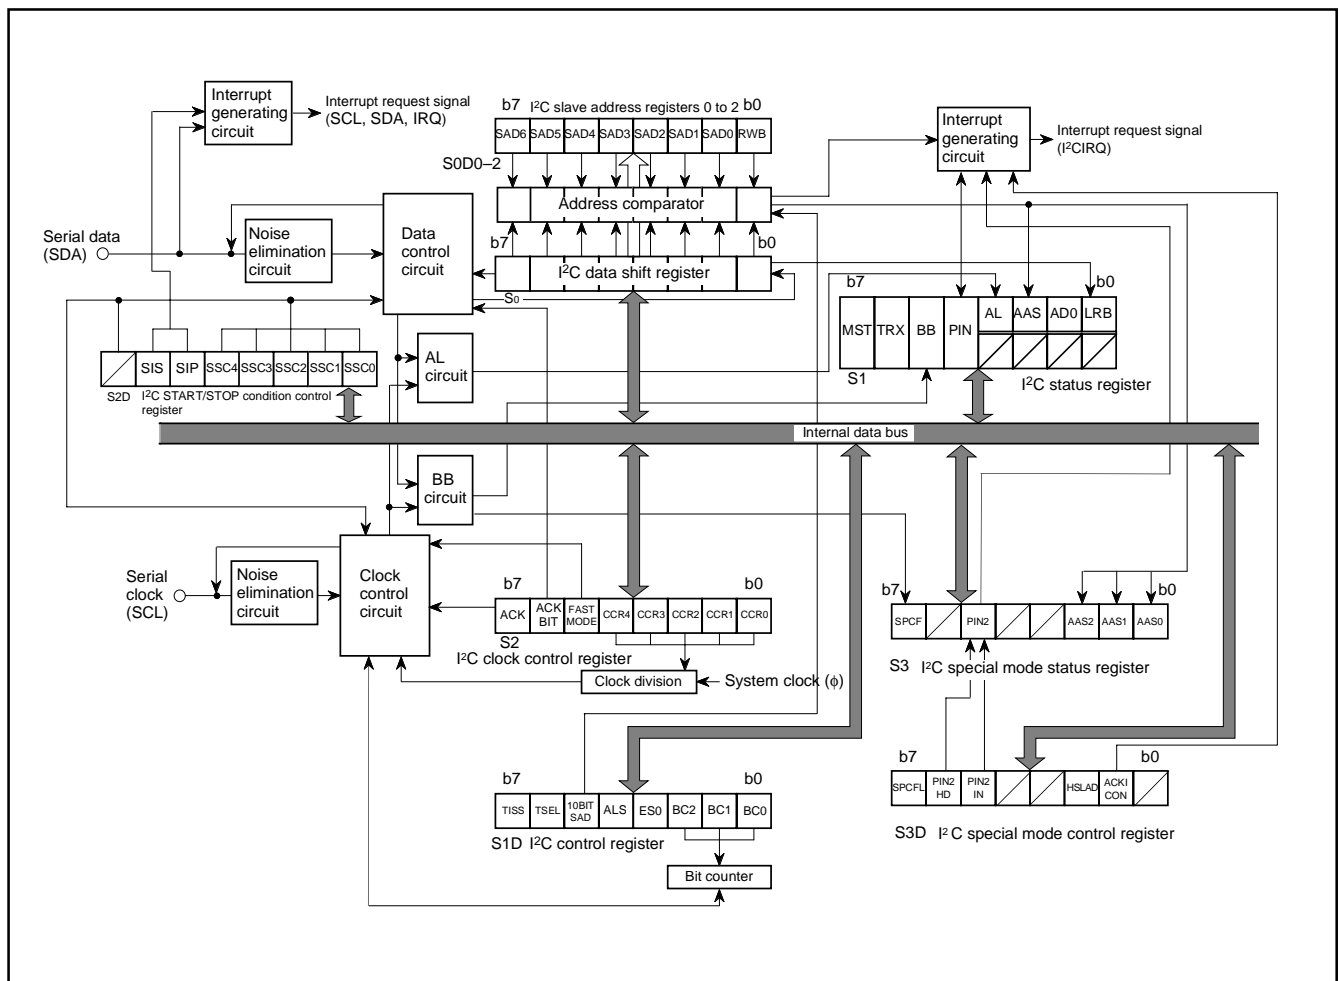 Interrupt
generating
circuit
Interrupt request signal
(SCL, SDA, IRQ)
b7 I²C slave address registers 0 to 2 b0
SAD6 SAD5 SAD4 SAD3 SAD2 SAD1 SAD0 RWB
S0D0–2
Interrupt
generating
circuit
Interrupt request signal
(I²CIRQ)
Address comparator
Serial data
(SDA)
Noise
elimination
circuit
Data
control
circuit
b7 b0
I²C data shift register
S0
b7 b0
MST TRX BB PIN AL AAS AD0 LRB
S1
I²C status register
SIS SIP SSC4 SSC3 SSC2 SSC1 SSC0
S2D I²C START/STOP condition control
register
AL
circuit
Internal data bus
BB
circuit
Serial
clock
(SCL)
Noise
elimination
circuit
Clock
control
circuit
b7 b0
ACK ACK BIT FAST MODE CCR4 CCR3 CCR2 CCR1 CCR0
S2
I²C clock control register
Clock division
System clock (ϕ)
b7 b0
SPCF PIN2 AAS2 AAS1 AAS0
S3 I²C special mode status register
b7 b0
TISS TSEL 10BIT SAD ALS ES0 BC2 BC1 BC0
S1D I²C control register
Bit counter
b7 b0
SPCFL PIN2 HD PIN2 IN HSLAD ACKI CON
S3D I² C special mode control register